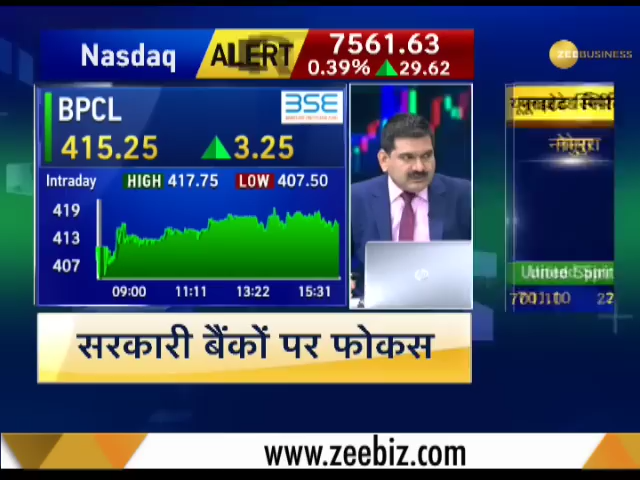 Nasdaq
ALERT
7561.63
0.39% ▲ 29.62
ZEE BUSINESS
BPCL
BSE
415.25 ▲ 3.25
Intraday HIGH 417.75 LOW 407.50
419
413
407
09:00 11:11 13:22 15:31
hp
सरकारी बैंकों पर फोकस
www.zeebiz.com